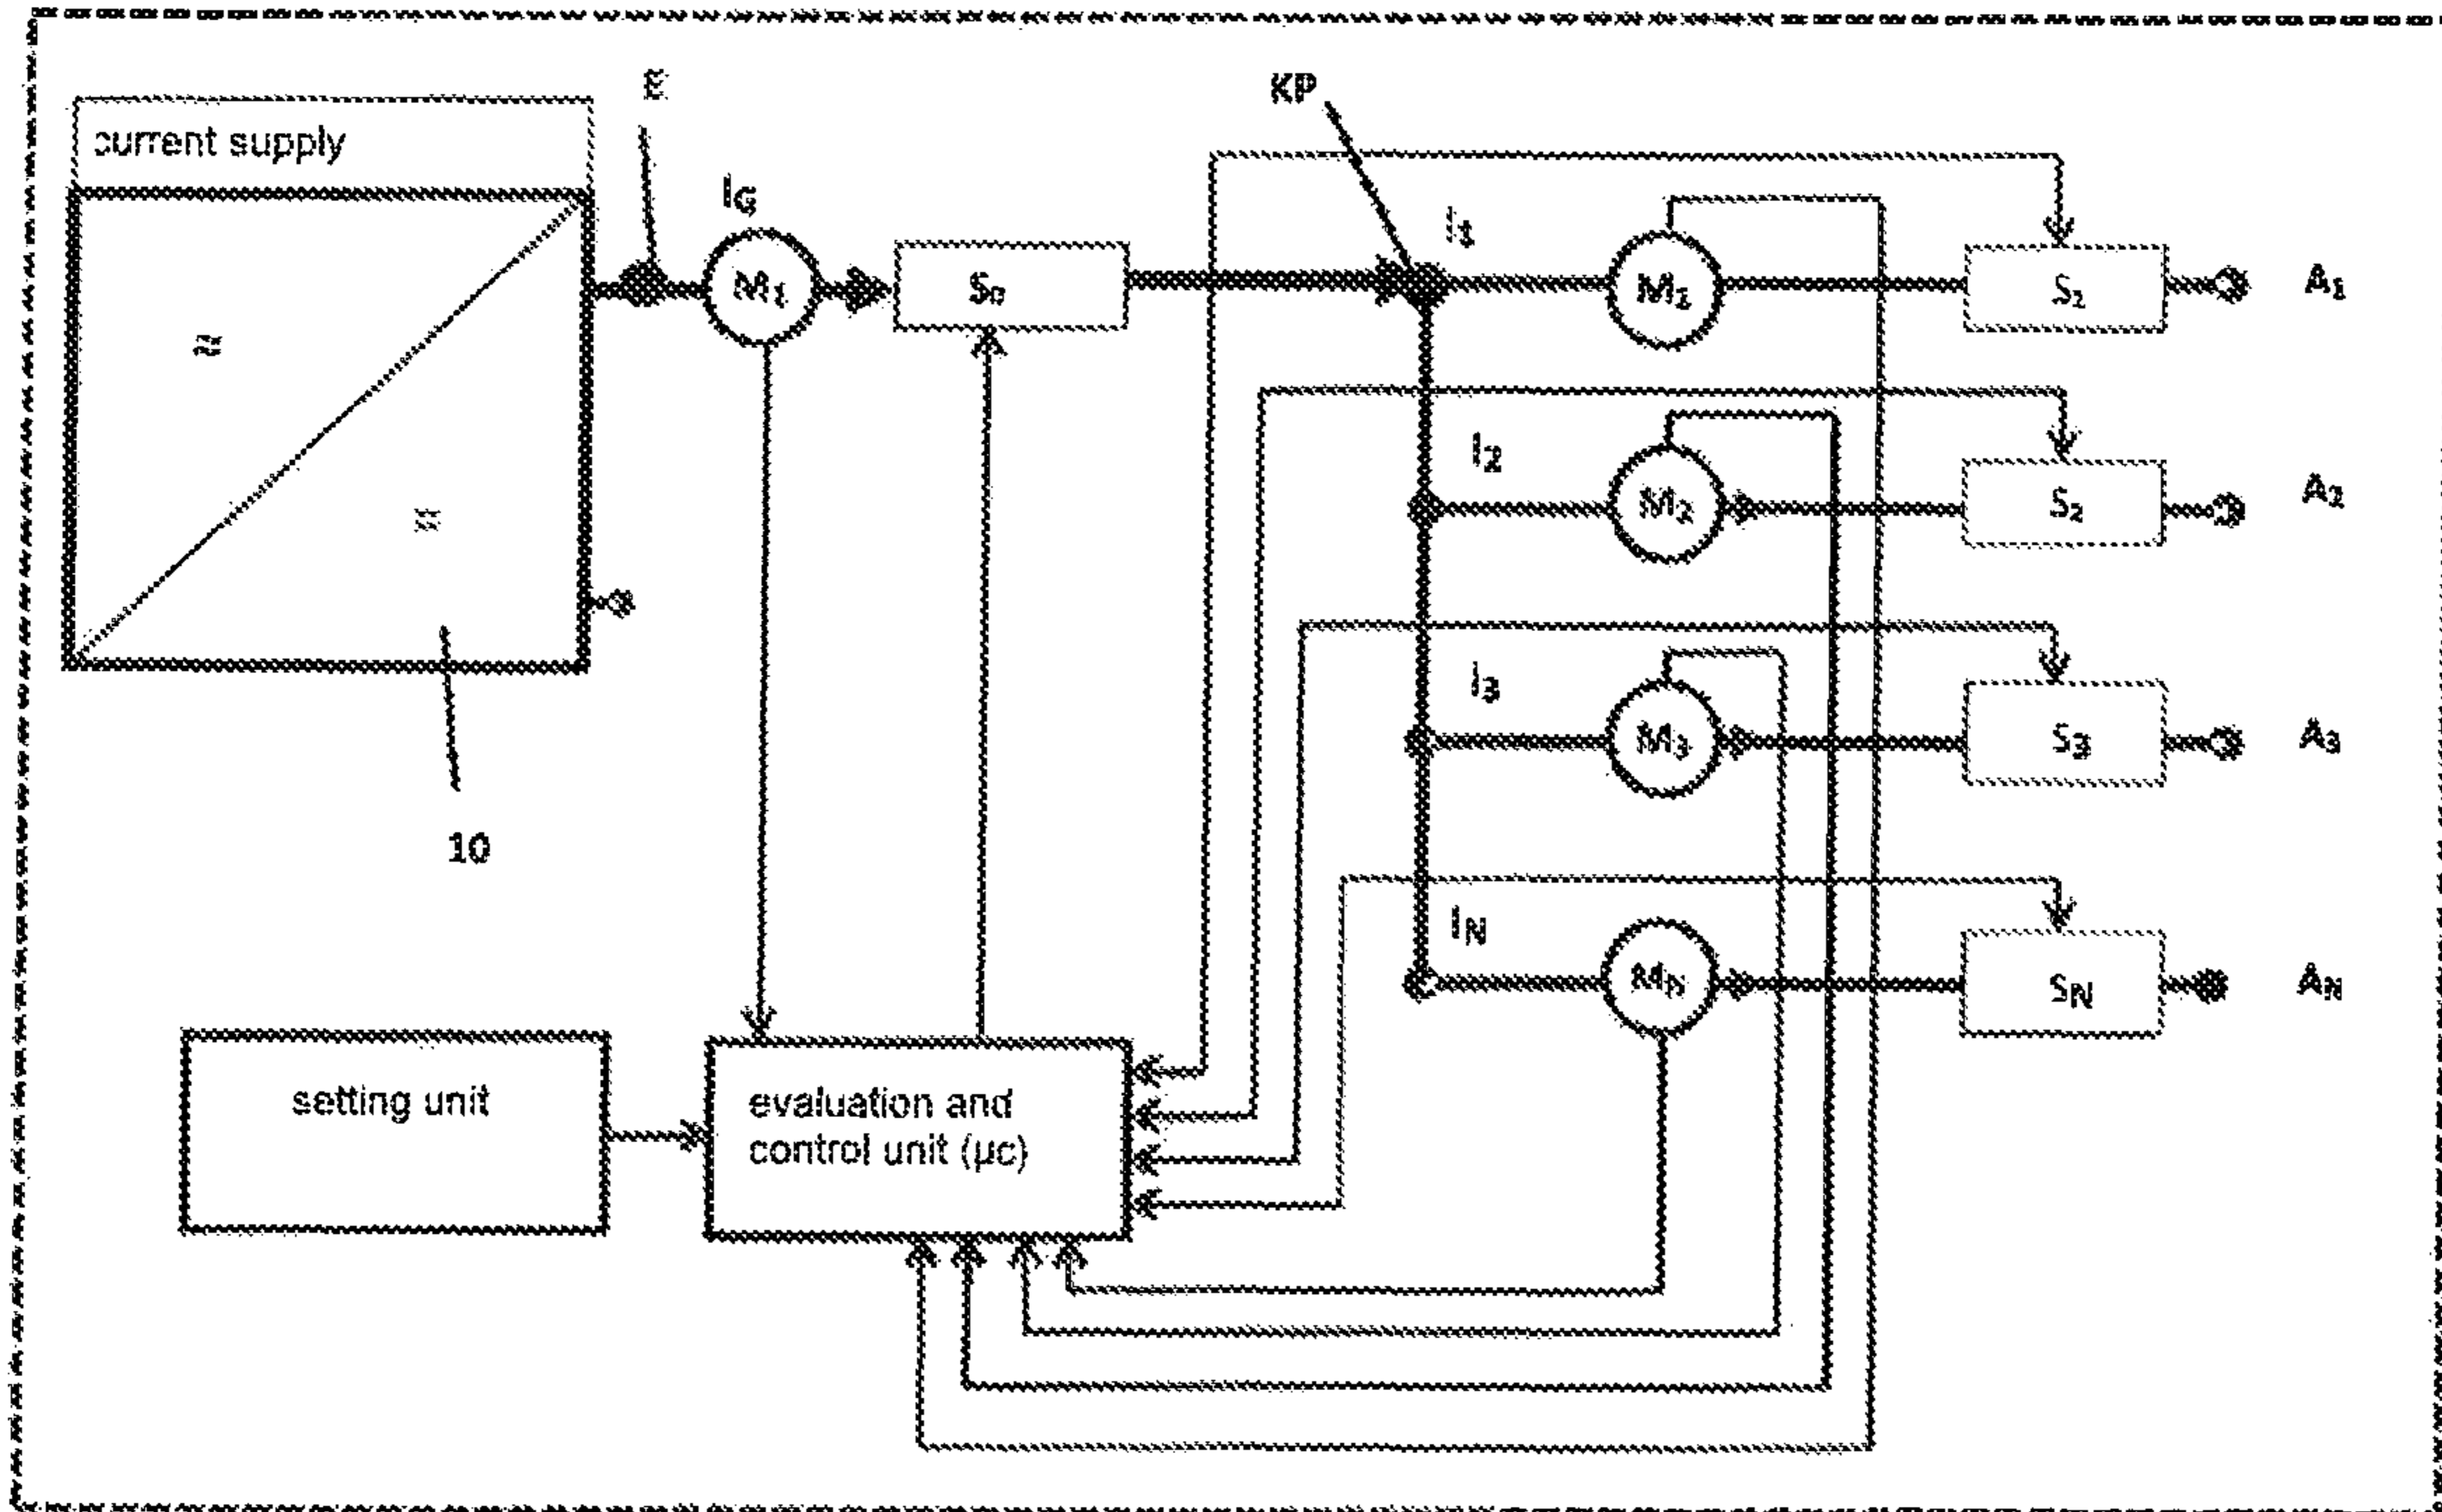 E
KP
current supply
IG
I1
M1
S0
M1
S1
A1
I2
M2
S2
A2
I3
M3
S3
A3
10
IN
MN
SN
AN
setting unit
evaluation and
control unit (µc)